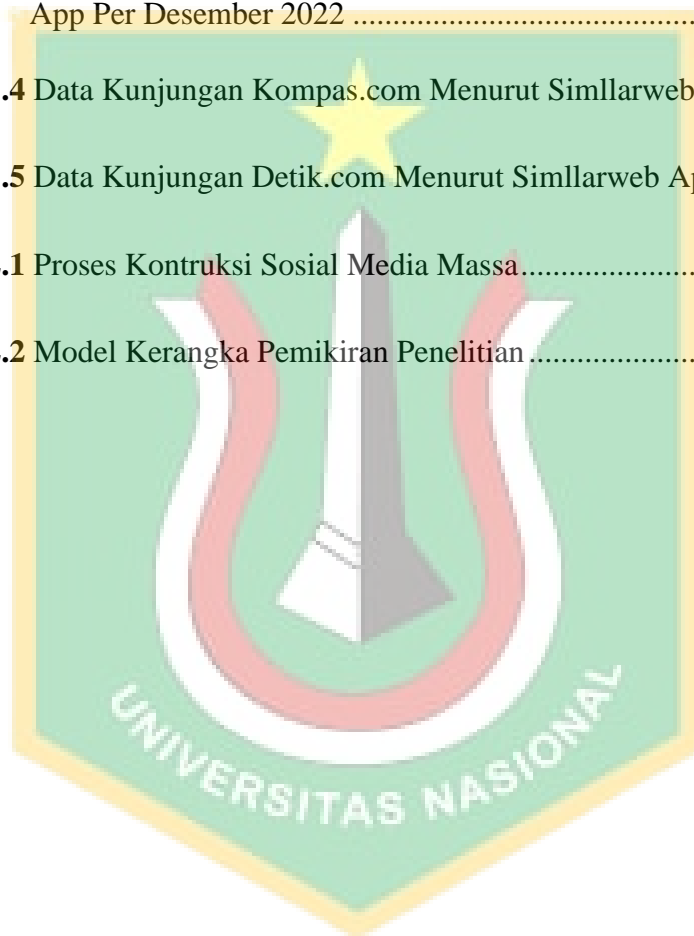 App Per Desember 2022 ........................................
.4 Data Kunjungan Kompas.com Menurut Simllarweb
.5 Data Kunjungan Detik.com Menurut Simllarweb
.1 Proses Kontruksi Sosial Media Massa....................
.2 Model Kerangka Pemikiran Penelitian ...................
UNIVERSITAS NASIONAL